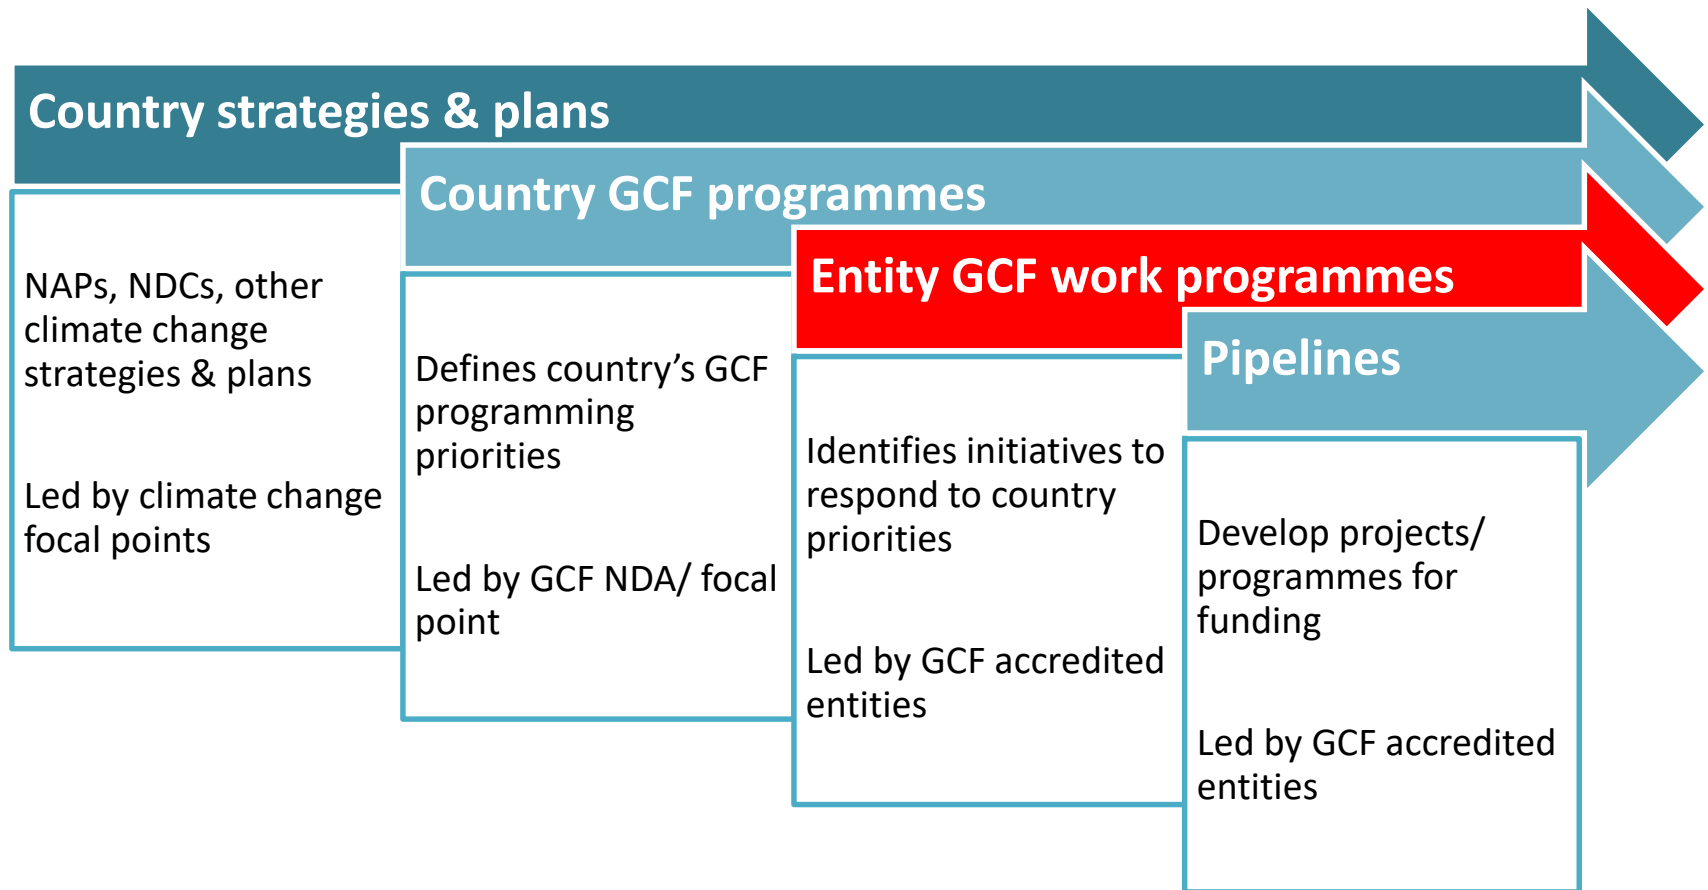 Country strategies & plans
NAPs, NDCs, other
climate change
strategies & plans
Led by climate change
focal points
Country GCF programmes
Defines country’s GCF
programming
priorities
Led by GCF NDA/ focal
point
Entity GCF work programmes
Identifies initiatives to
respond to country
priorities
Led by GCF accredited
entities
Pipelines
Develop projects/
programmes for
funding
Led by GCF accredited
entities